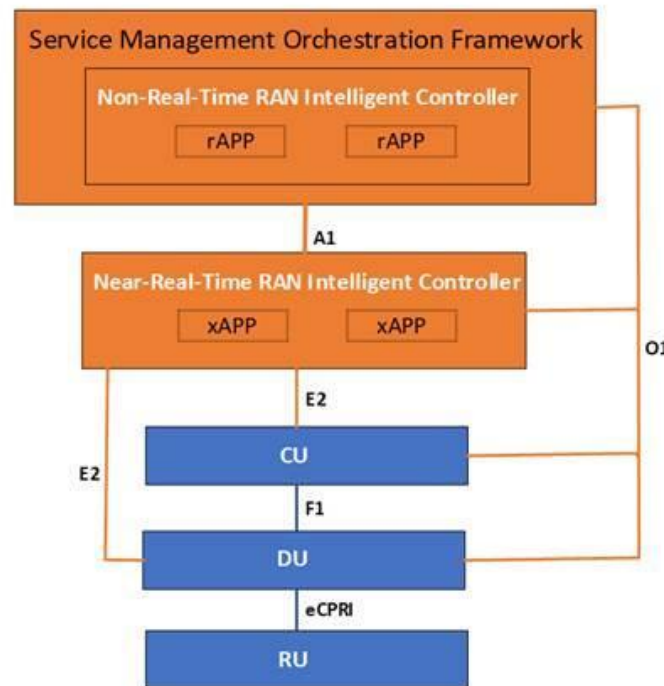 Service Management Orchestration Framework
Non-Real-Time RAN Intelligent Controller
rAPP rAPP
A1
Near-Real-Time RAN Intelligent Controller
xAPP xAPP
O1
E2
CU
E2
F1
DU
eCPRI
RU